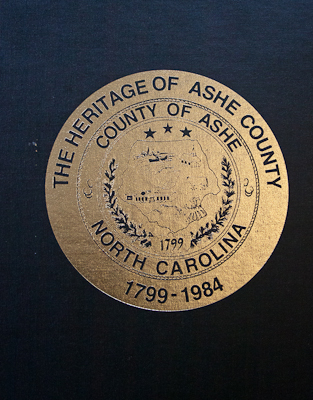 THE HERITAGE OF ASHE COUNTY
COUNTY OF ASHE
1799
NORTH CAROLINA
1799-1984